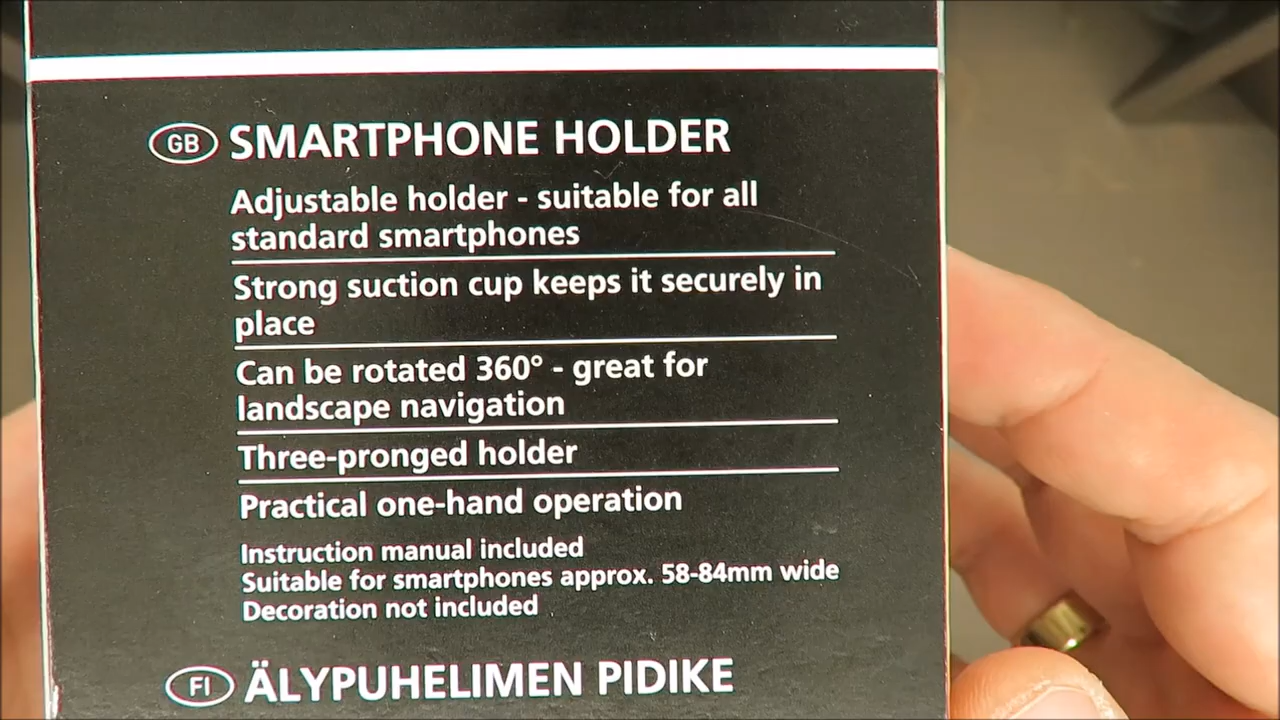 GB SMARTPHONE HOLDER
Adjustable holder - suitable for all
standard smartphones
Strong suction cup keeps it securely in
place
Can be rotated 360° - great for
landscape navigation
Three-pronged holder
Practical one-hand operation
Instruction manual included
Suitable for smartphones approx. 58-84mm wide
Decoration not included
FI ÄLYPUHELIMEN PIDIKE